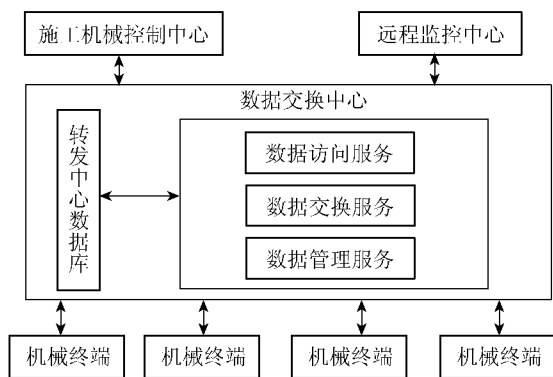 施工机械控制中心
远程监控中心
数据交换中心
转发中心数据库
数据访问服务
数据交换服务
数据管理服务
机械终端
机械终端
机械终端
机械终端